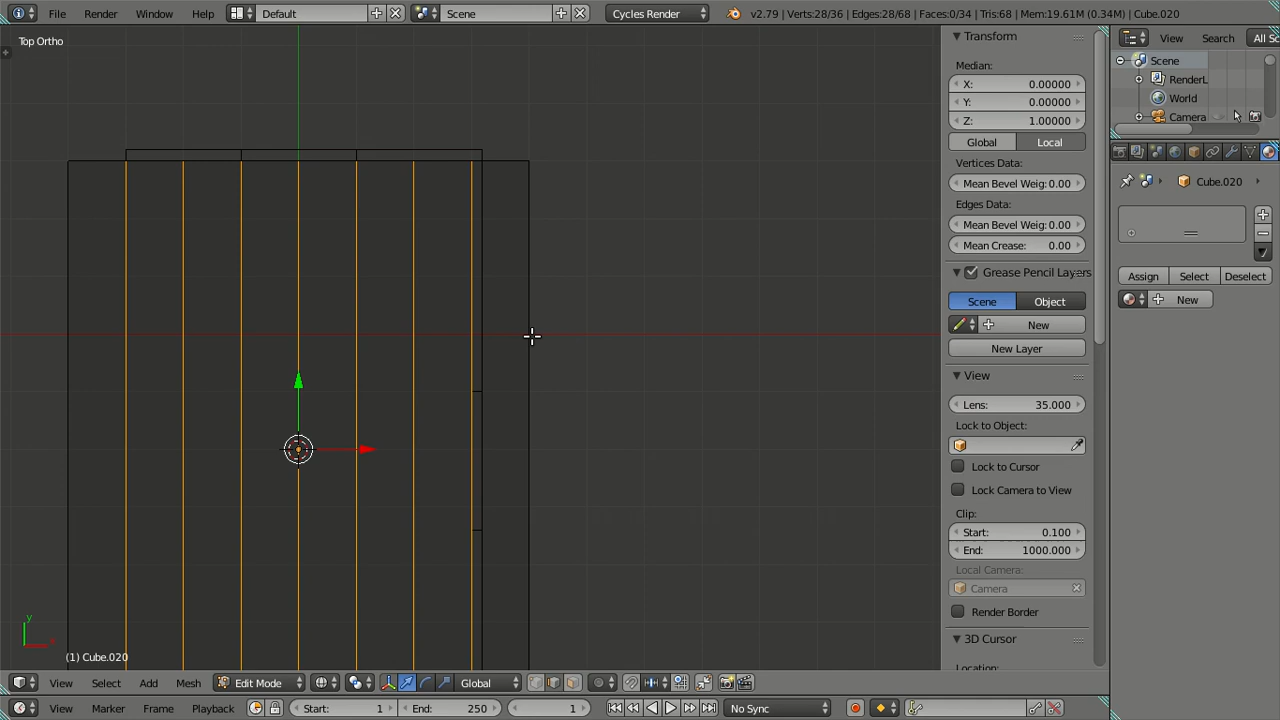 File Render Window Help Default Scene Cycles Render v2.79 | Verts:28/36 | Edges:28/68 | Faces:0/34 | Tris:68 | Mem:19.61M (0.34M) | Cube.020
Top Ortho
Transform
Median:
X: 0.00000
Y: 0.00000
Z: 1.00000
Global Local
Vertices Data:
Mean Bevel Weig: 0.00
Edges Data:
Mean Bevel Weig: 0.00
Mean Crease: 0.00
Grease Pencil Layers
Scene Object
New
New Layer
View
Lens: 35.000
Lock to Object:
Lock to Cursor
Lock Camera to View
Clip:
Start: 0.100
End: 1000.000
Local Camera:
Camera
Render Border
3D Cursor
View Search All Sc
Scene
RenderL
World
Camera
Cube.020
Assign Select Deselect
New
y
x
(1) Cube.020
View Select Add Mesh Edit Mode Global
View Marker Frame Playback Start: 1 End: 250 1 No Sync